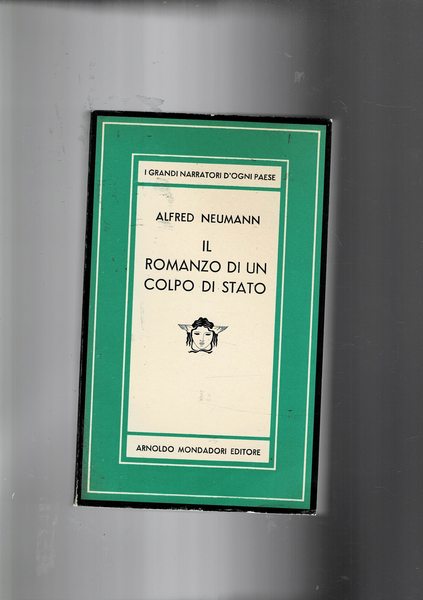 I GRANDI NARRATORI D'OGNI PAESE
ALFRED NEUMANN
IL
ROMANZO DI UN
COLPO DI STATO
ARNOLDO MONDADORI EDITORE